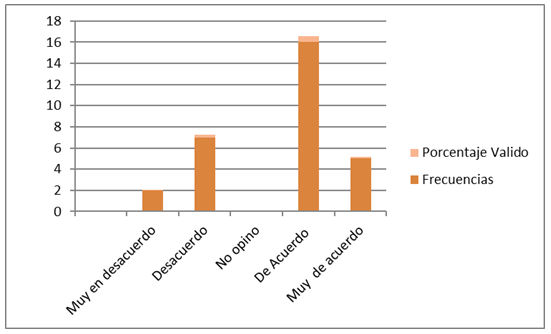 18
16
14
12
10
8
6
4
2
0
Muy en desacuerdo
Desacuerdo
No opino
De Acuerdo
Muy de acuerdo
Porcentaje Valido
Frecuencias